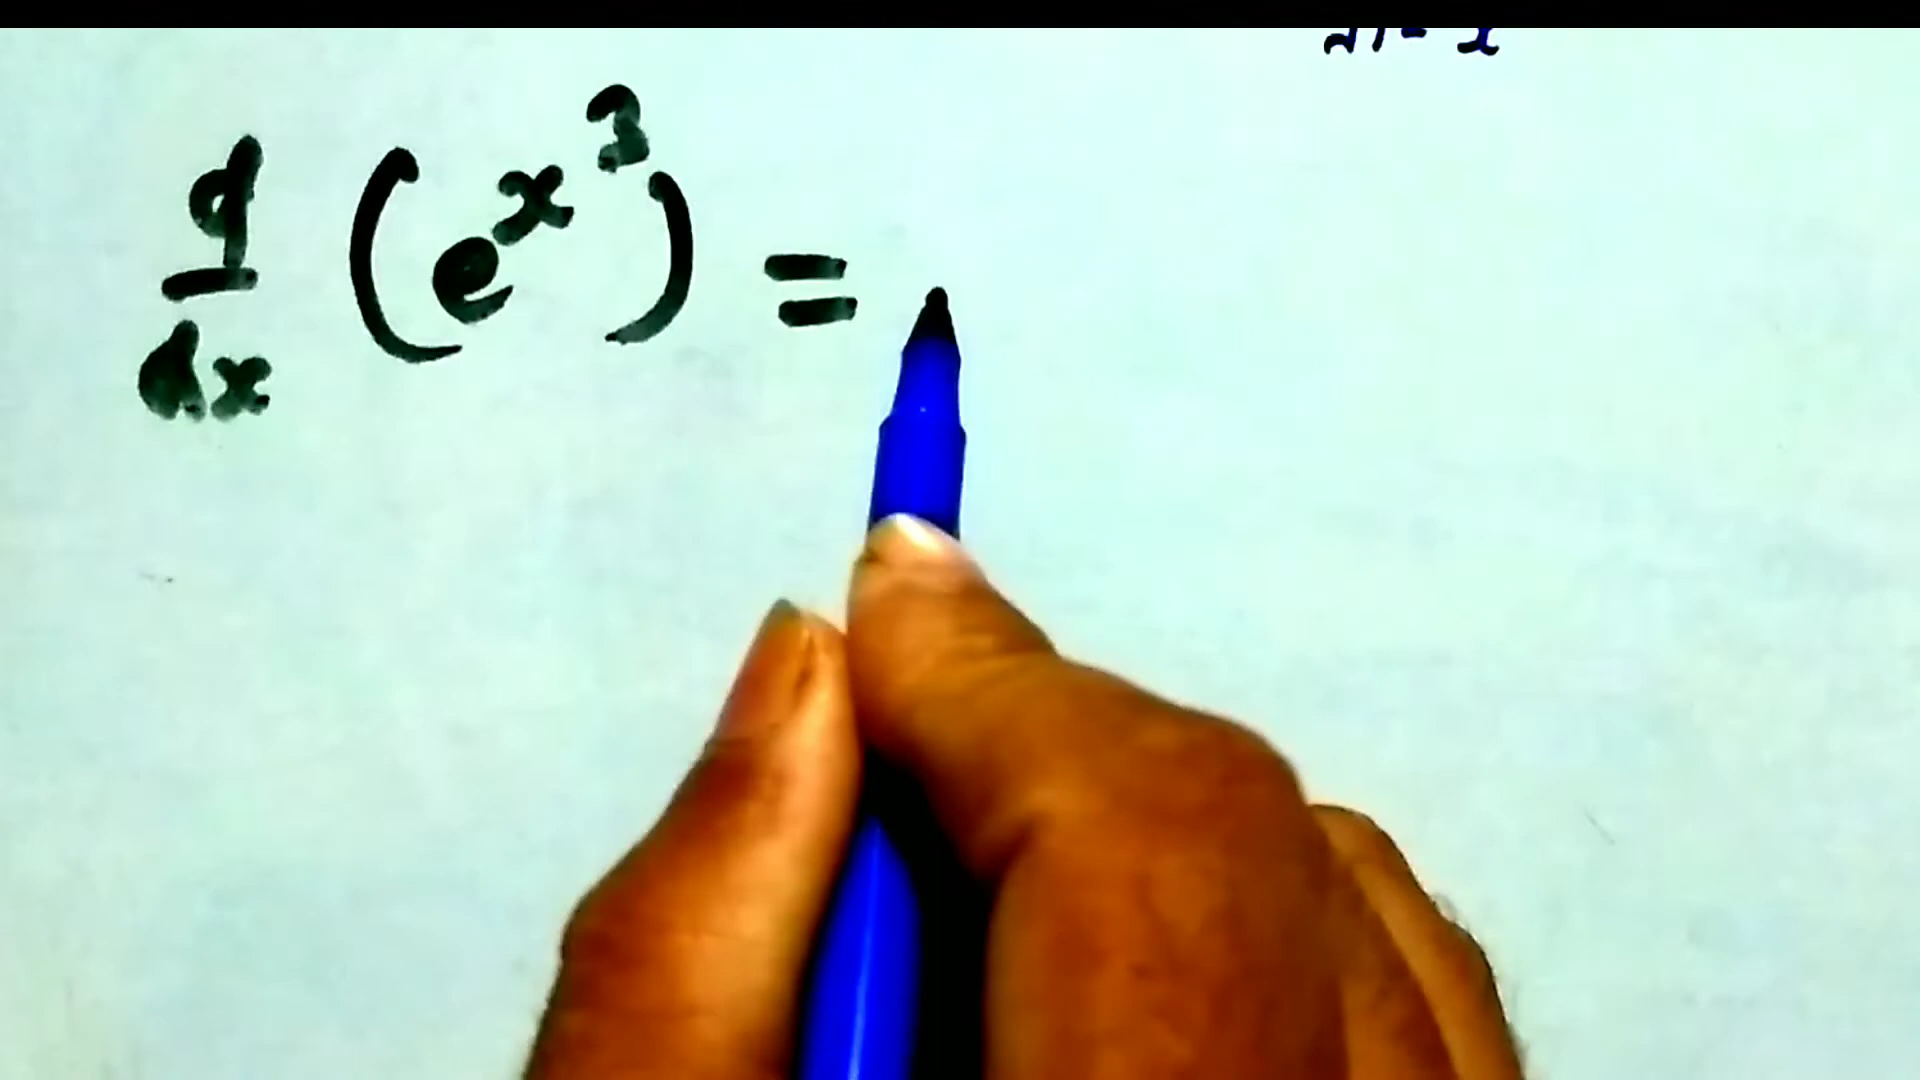 d/dx (e^x^3) =